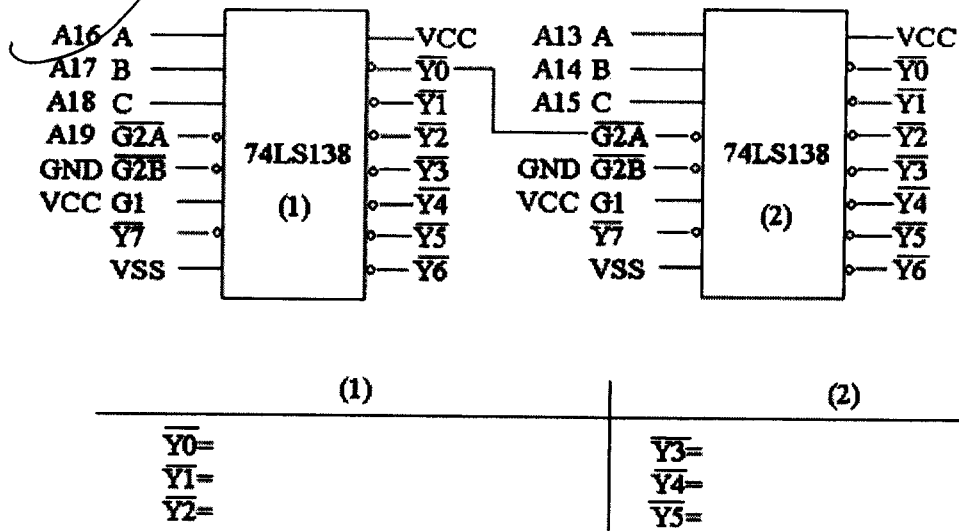 A16 A VCC A13 A VCC
A17 B Y0 A14 B Y0
A18 C Y1 A15 C Y1
A19 G2A Y2 G2A Y2
GND G2B 74LS138 Y3 GND G2B 74LS138 Y3
VCC G1 (1) Y4 VCC G1 (2) Y4
Y7 Y5 Y7 Y5
VSS Y6 VSS Y6
(1) (2)
Y0= Y3=
Y1= Y4=
Y2= Y5=